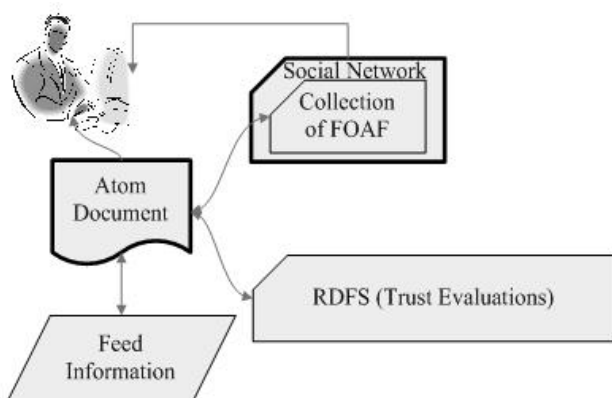 Social Network
Collection
of FOAF
Atom
Document
RDFS (Trust Evaluations)
Feed
Information